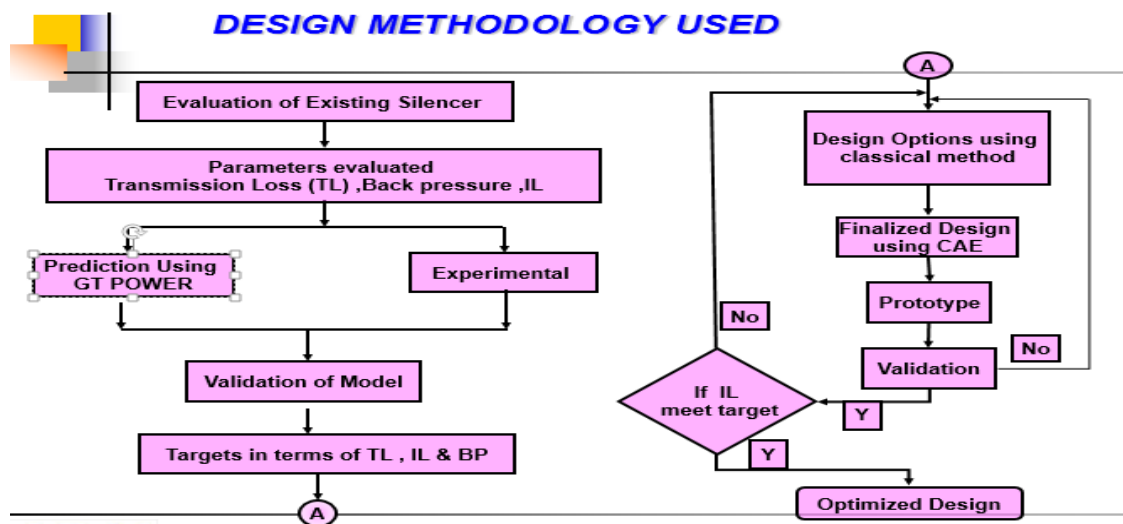 DESIGN METHODOLOGY USED
Evaluation of Existing Silencer
Parameters evaluated
Transmission Loss (TL) ,Back pressure ,IL
Prediction Using
GT POWER
Experimental
Validation of Model
Targets in terms of TL , IL & BP
A
A
Design Options using
classical method
Finalized Design
using CAE
Prototype
No
Validation
No
If IL
meet target
Y
Y
Optimized Design